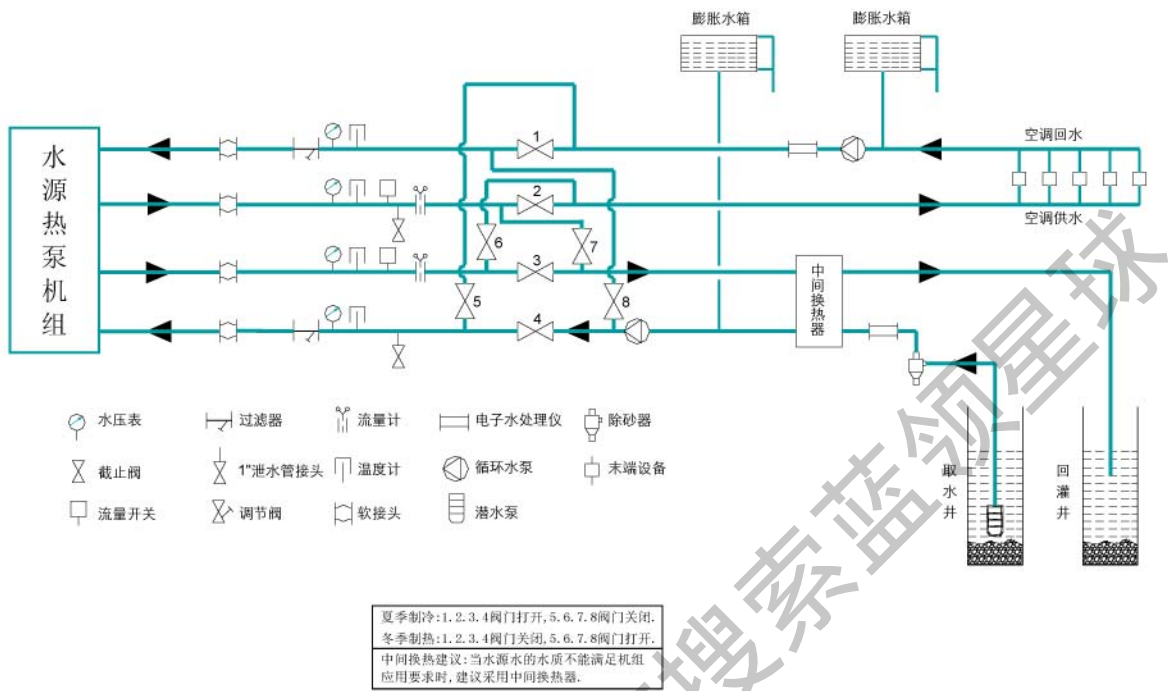 膨胀水箱
膨胀水箱
空调回水
空调供水
水源热泵机组
1
2
6
7
3
5
8
4
中间换热器
取水井
回灌井
水压表
过滤器
流量计
电子水处理仪
除砂器
截止阀
1"泄水管接头
温度计
循环水泵
末端设备
流量开关
调节阀
软接头
潜水泵
夏季制冷:1.2.3.4阀门打开,5.6.7.8阀门关闭.
冬季制热:1.2.3.4阀门关闭,5.6.7.8阀门打开.
中间换热建议:当水源水的水质不能满足机组
应用要求时,建议采用中间换热器.
搜索蓝领星球